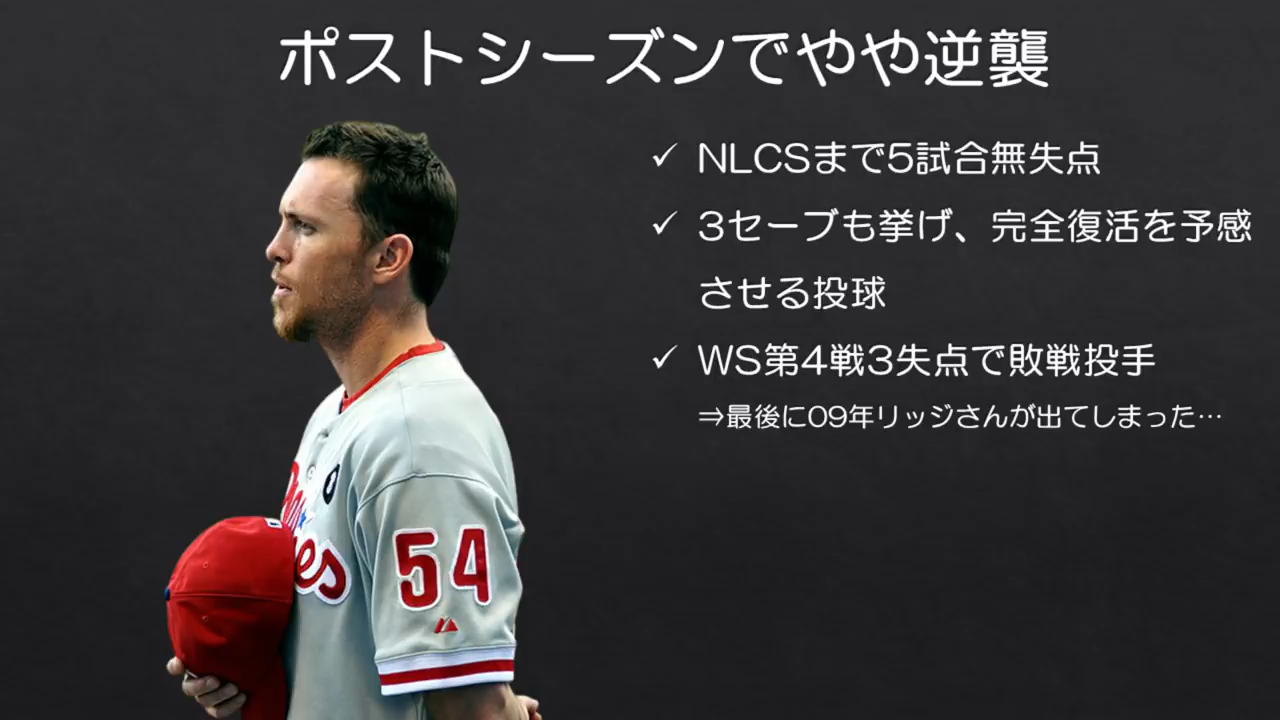 ポストシーズンでやや逆襲
✓ NLCSまで5試合無失点
✓ 3セーブも挙げ、完全復活を予感
させる投球
✓ WS第4戦3失点で敗戦投手
⇒最後に09年リッジさんが出てしまった…
54